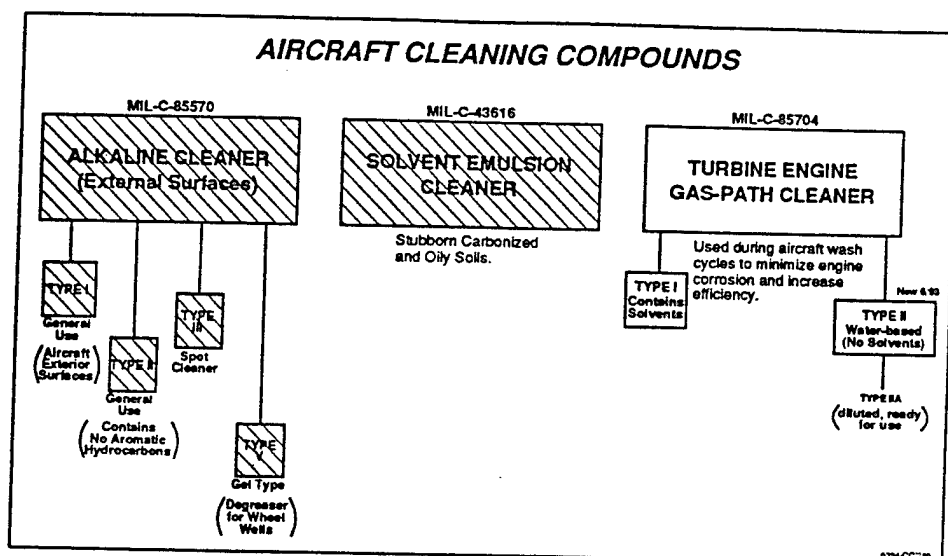 AIRCRAFT CLEANING COMPOUNDS
MIL-C-85570
ALKALINE CLEANER
(External Surfaces)
TYPE I
General
Use
(Aircraft
Exterior
Surfaces)
TYPE II
General
Use
(Contains
No Aromatic
Hydrocarbons)
TYPE
III
Spot
Cleaner
TYPE
V
Gel Type
(Degreaser
for Wheel
Wells)
MIL-C-43616
SOLVENT EMULSION
CLEANER
Stubborn Carbonized
and Oily Soils.
MIL-C-85704
TURBINE ENGINE
GAS-PATH CLEANER
Used during aircraft wash
cycles to minimize engine
corrosion and increase
efficiency.
TYPE I
Contains
Solvents
New 6/93
TYPE II
Water-based
(No Solvents)
TYPE IIA
(diluted, ready
for use)